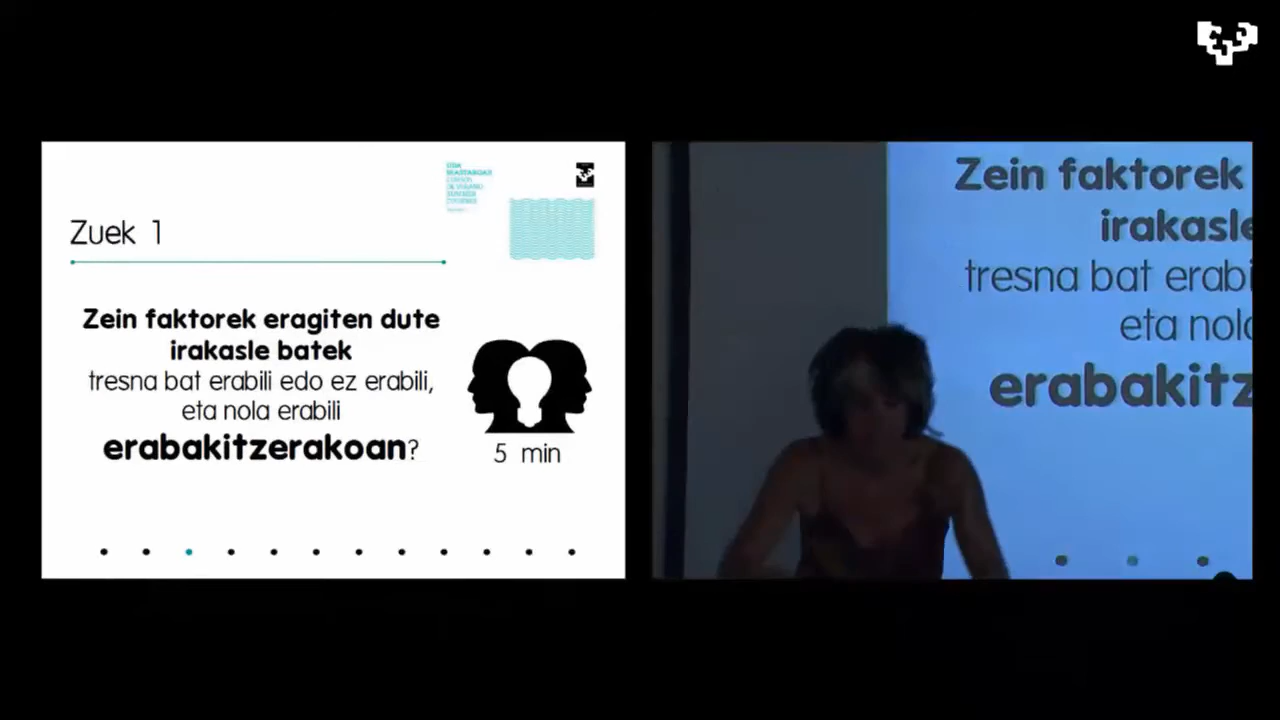 Zuek 1
Zein faktorek eragiten dute
irakasle batek
tresna bat erabili edo ez erabili,
eta nola erabili
erabakitzerakoan?
5 min
Zein faktorek
irakasle
tresna bat erabi
eta nola
erabakitz